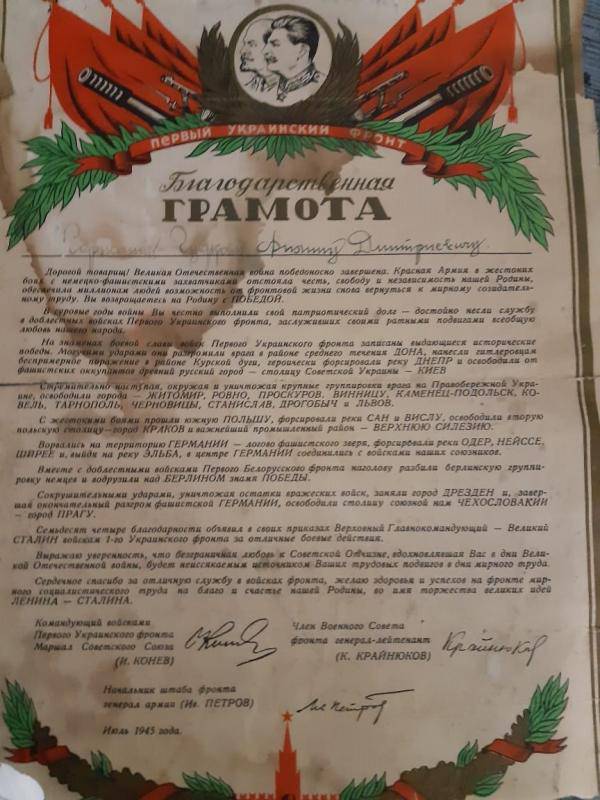 ПЕРВЫЙ УКРАИНСКИЙ ФРОНТ
Благодарственная
ГРАМОТА
Дмитриевичу.
Дорогой товарищ! Великая Отечественная война победоносно завершена. Красная Армия в жестоких
боях с немецко-фашистскими захватчиками отстояла честь, свободу и независимость нашей Родины,
обеспечила миллионам людей возможность от фронтовой жизни снова вернуться к мирному созидатель-
ному труду. Вы возвращаетесь на Родину с ПОБЕДОЙ.
В суровые годы войны Вы честно выполнили свой патриотический долг — достойно несли службу
в доблестных войсках Первого Украинского фронта, заслуживших своими ратными подвигами всеобщую
любовь нашего народа.
На знаменах боевой славы войск Первого Украинского фронта записаны выдающиеся исторические
победы. Могучими ударами они разгромили врага в районе среднего течения ДОНА, нанесли гитлеровцам
беспримерное поражение в районе Курской дуги, героически форсировали реку ДНЕПР и освободили от
фашистских оккупантов древний русский город — столицу Советской Украины — КИЕВ
Стремительно наступая, окружая и уничтожая крупные группировки врага на Правобережной Укра-
ине, освободили города — ЖИТОМИР, РОВНО, ПРОСКУРОВ, ВИННИЦУ, КАМЕНЕЦ-ПОДОЛЬСК, КО-
ВЕЛЬ, ТАРНОПОЛЬ, ЧЕРНОВИЦЫ, СТАНИСЛАВ, ДРОГОБЫЧ и ЛЬВОВ.
С жестокими боями прошли южную ПОЛЬШУ, форсировали реки САН и ВИСЛУ, освободили вторую
польскую столицу—город КРАКОВ и важнейший промышленный район — ВЕРХНЮЮ СИЛЕЗИЮ.
Ворвались на территорию ГЕРМАНИИ — логово фашистского зверя, форсировали реки ОДЕР, НЕЙССЕ,
ШПРЕЕ и, выйдя на реку ЭЛЬБА, в центре ГЕРМАНИИ соединились с войсками наших союзников.
Вместе с доблестными войсками Первого Белорусского фронта наголову разбили берлинскую группи-
ровку немцев и водрузили над БЕРЛИНОМ знамя ПОБЕДЫ.
Сокрушительными ударами, уничтожая остатки вражеских войск, заняли город ДРЕЗДЕН и, завер-
шая окончательный разгром фашистской ГЕРМАНИИ, освободили столицу союзной нам ЧЕХОСЛОВАКИИ
— город ПРАГУ.
Семьдесят четыре благодарности объявил в своих приказах Верховный Главнокомандующий — Великий
СТАЛИН войскам 1-го Украинского фронта за отличные боевые действия.
Выражаю уверенность, что безграничная любовь к Советской Отчизне, вдохновлявшая Вас в дни Вели-
кой Отечественной войны, будет неиссякаемым источником Ваших трудовых подвигов в дни мирного труда.
Сердечное спасибо за отличную службу в войсках фронта, желаю здоровья и успехов на фронте мир-
ного социалистического труда на благо и счастье нашей Родины, во имя торжества великих идей
ЛЕНИНА — СТАЛИНА.
Командующий войсками
Первого Украинского фронта
Маршал Советского Союза
(И. КОНЕВ)
Член Военного Совета
фронта генерал-лейтенант
(К. КРАЙНЮКОВ)
Крайнюков
Начальник штаба фронта
генерал армии (Ив. ПЕТРОВ)
Ив Петров
Июль 1945 года.